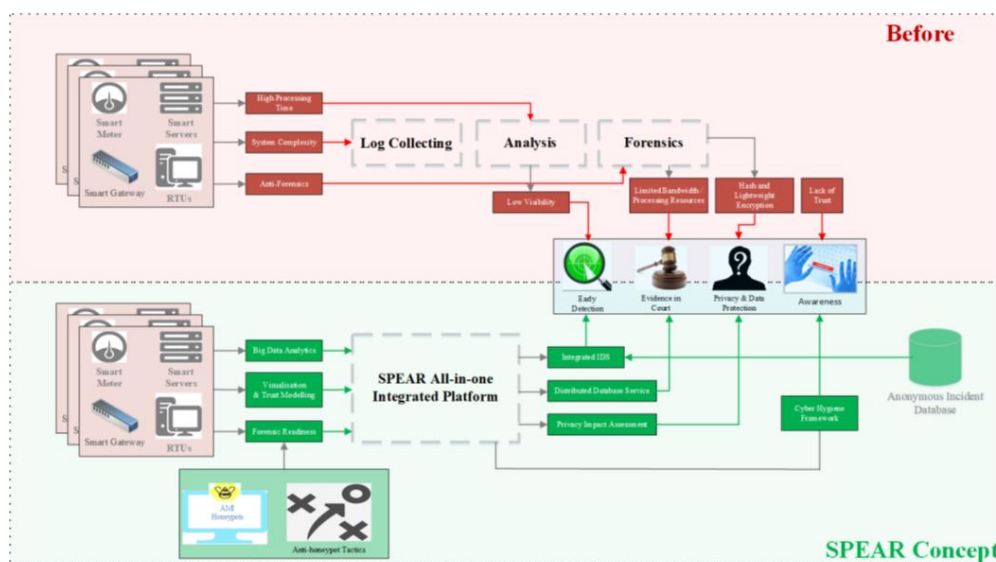 Before
Smart
Meter
Smart
Servers
Smart Gateway
RTUs
S
S
High Processing
Time
System Complexity
Anti-Forensics
Log Collecting
Analysis
Forensics
Low Visibility
Limited Bandwidth /
Processing Resources
Hash and
Lightweight
Encryption
Lack of
Trust
?
Early
Detection
Evidence in
Court
Privacy & Data
Protection
Awareness
Smart
Meter
Smart
Servers
Smart Gateway
RTUs
S
S
Big Data Analytics
Visualisation
& Trust Modelling
Forensic Readiness
SPEAR All-in-one
Integrated Platform
Integrated IDS
Distributed Database Service
Privacy Impact Assessment
Cyber Hygiene
Framework
Anonymous Incident
Database
AMI
Honeypots
Anti-honeypot Tactics
SPEAR Concept